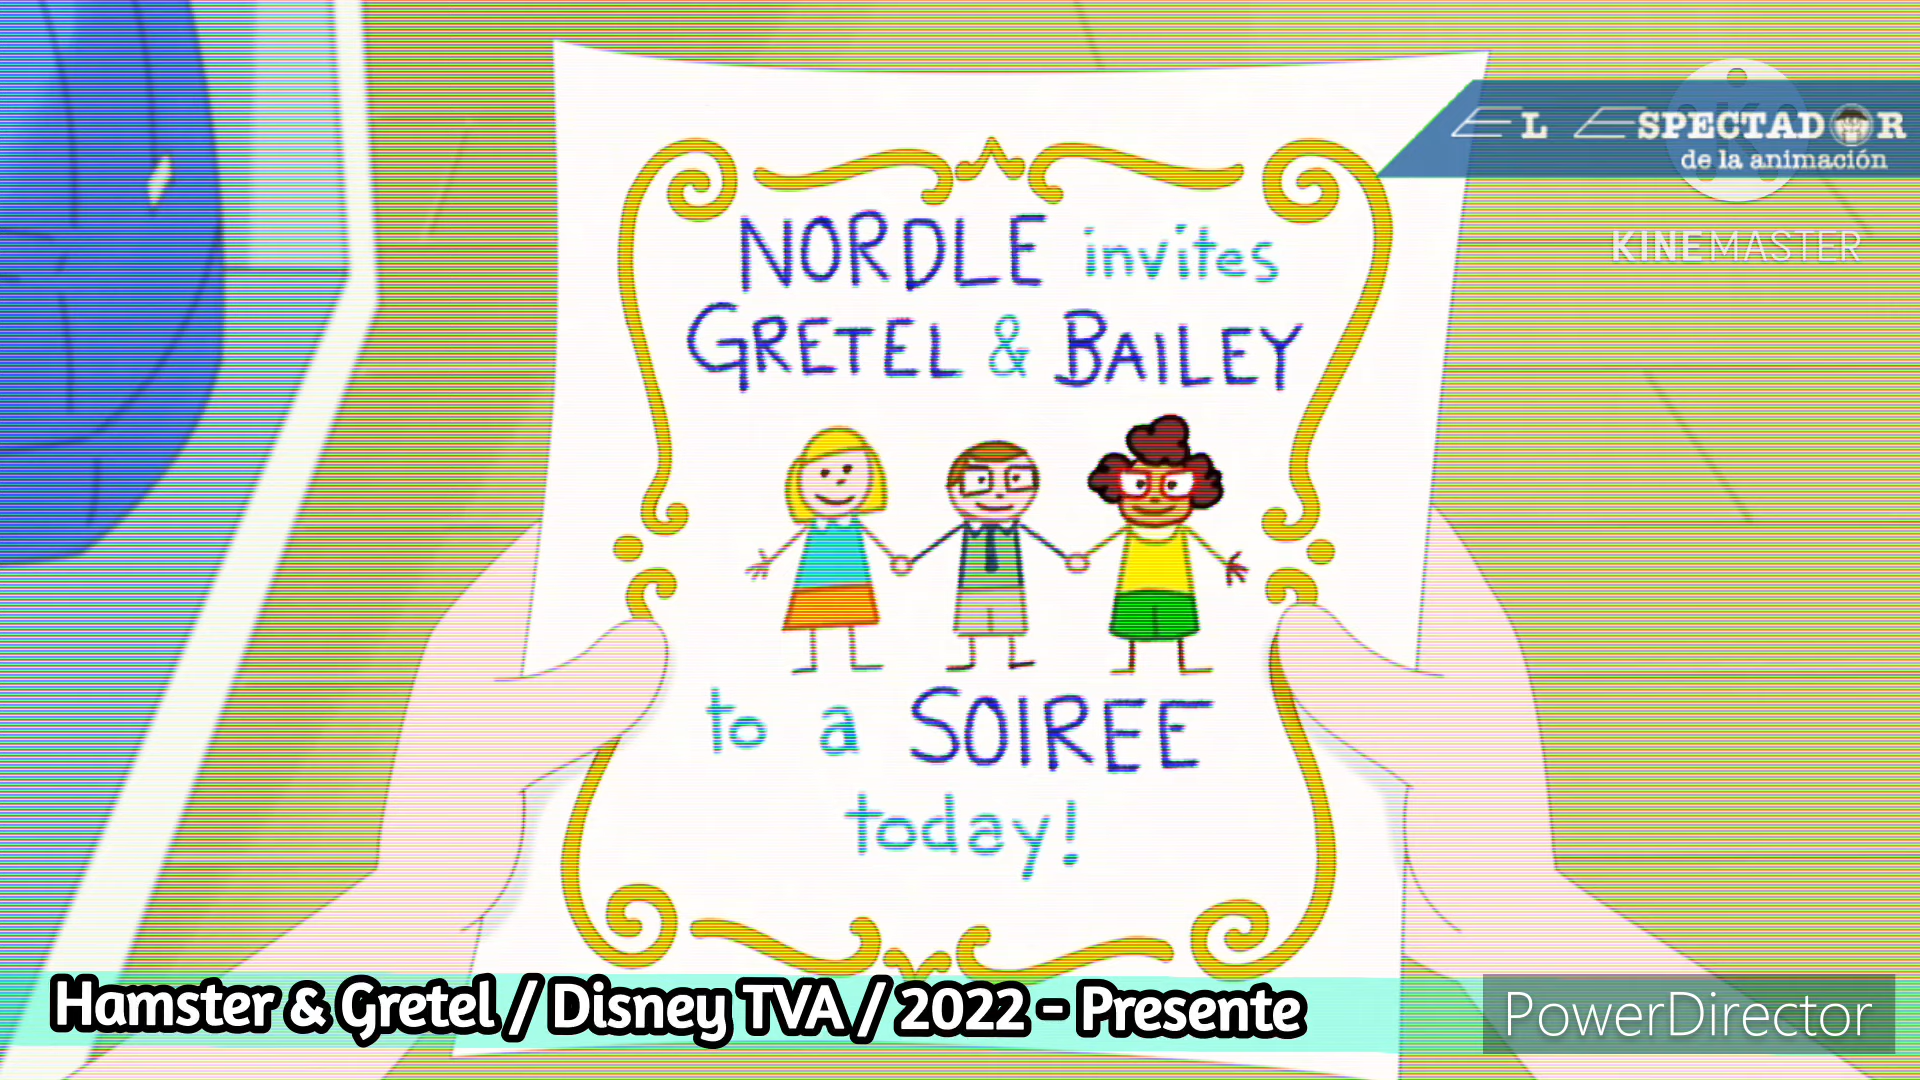 EL ESPECTADOR
de la animación
KINEMASTER
NORDLE invites
GRETEL & BAILEY
to a SOIREE
today!
Hamster & Gretel / Disney TVA / 2022 - Presente
PowerDirector